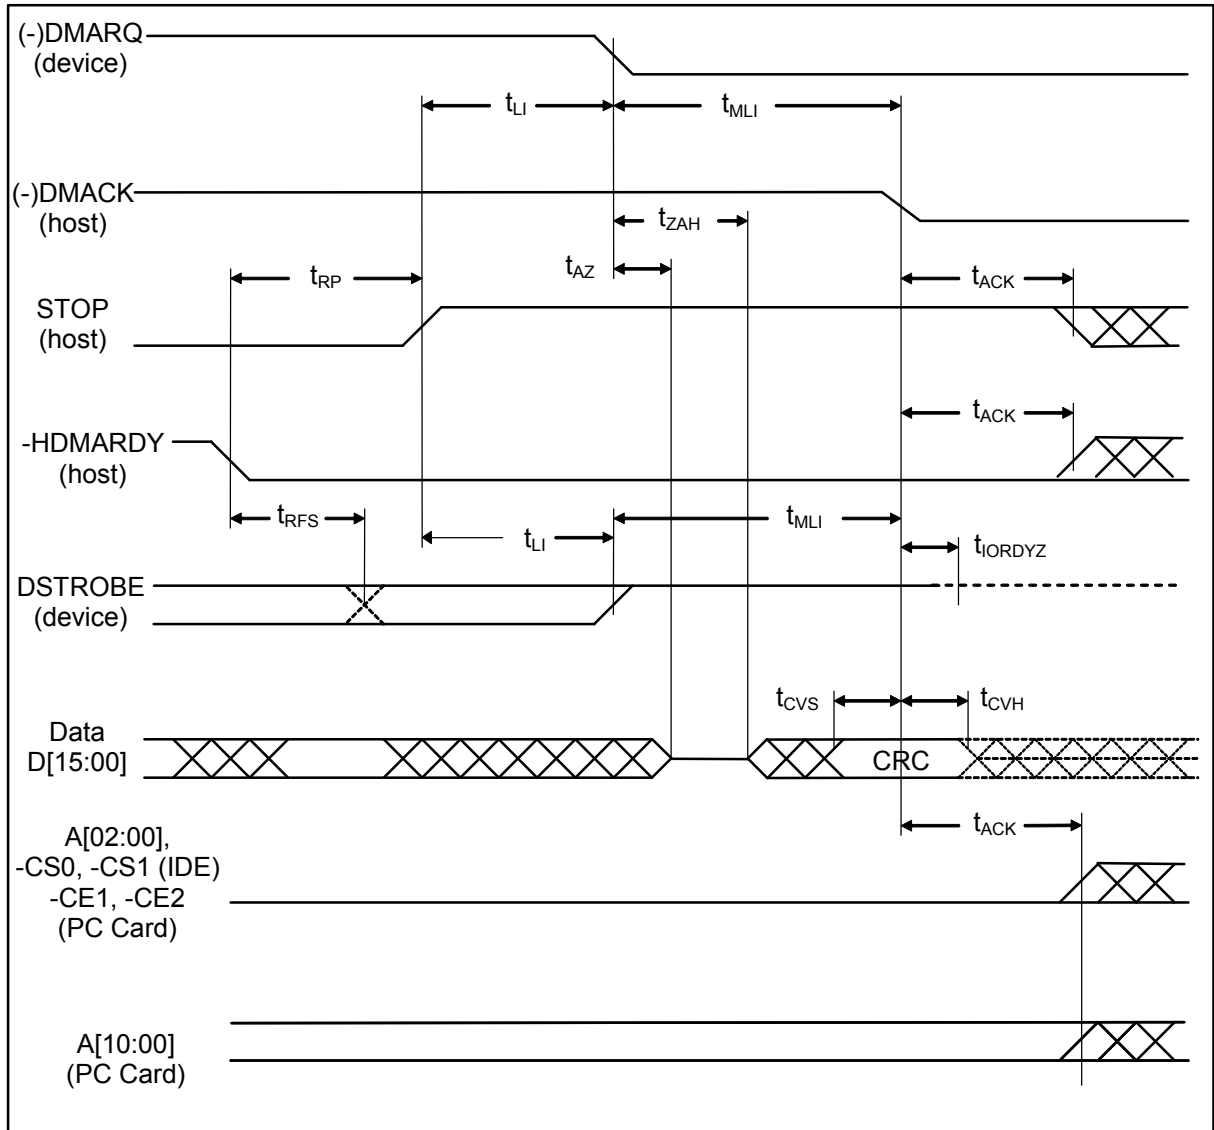 (-)DMARQ
(device)
tLI
tMLI
(-)DMACK
(host)
tZAH
tAZ
tRP
tACK
STOP
(host)
tACK
-HDMARDY
(host)
tRFS
tLI
tMLI
tIORDYZ
DSTROBE
(device)
tCVS
tCVH
Data
D[15:00]
CRC
tACK
A[02:00],
-CS0, -CS1 (IDE)
-CE1, -CE2
(PC Card)
A[10:00]
(PC Card)